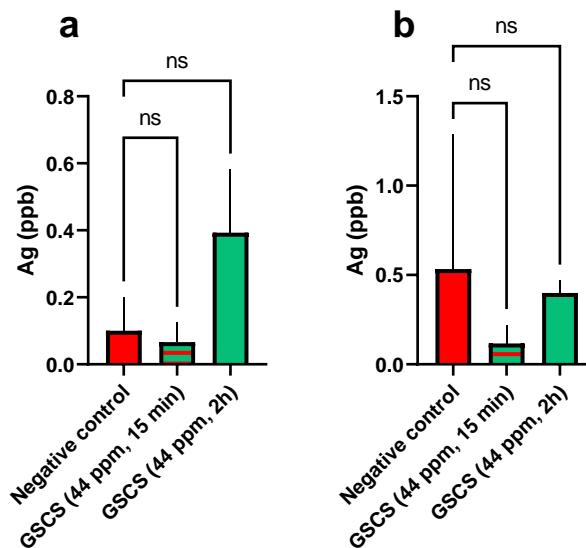 a
ns
ns
0.8
0.6
0.4
0.2
0.0
Ag (ppb)
Negative control
GSCS (44 ppm, 15 min)
GSCS (44 ppm, 2h)
b
ns
ns
1.5
1.0
0.5
0.0
Ag (ppb)
Negative control
GSCS (44 ppm, 15 min)
GSCS (44 ppm, 2h)